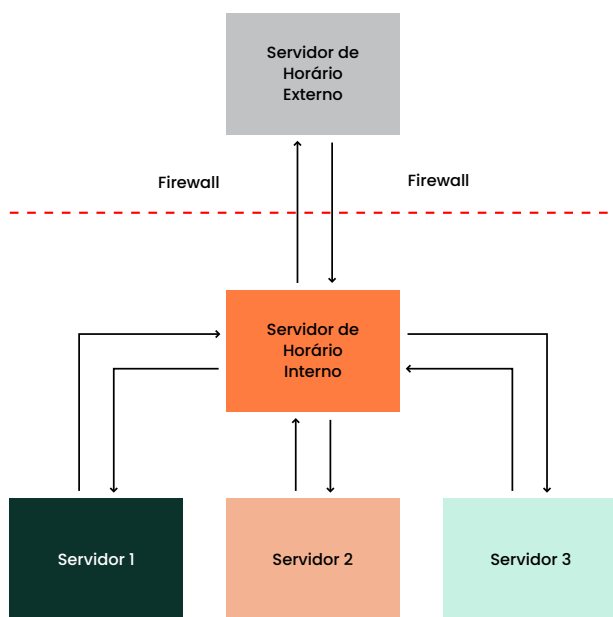 Servidor de
Horário
Externo
Firewall
Firewall
Servidor de
Horário
Interno
Servidor 1
Servidor 2
Servidor 3